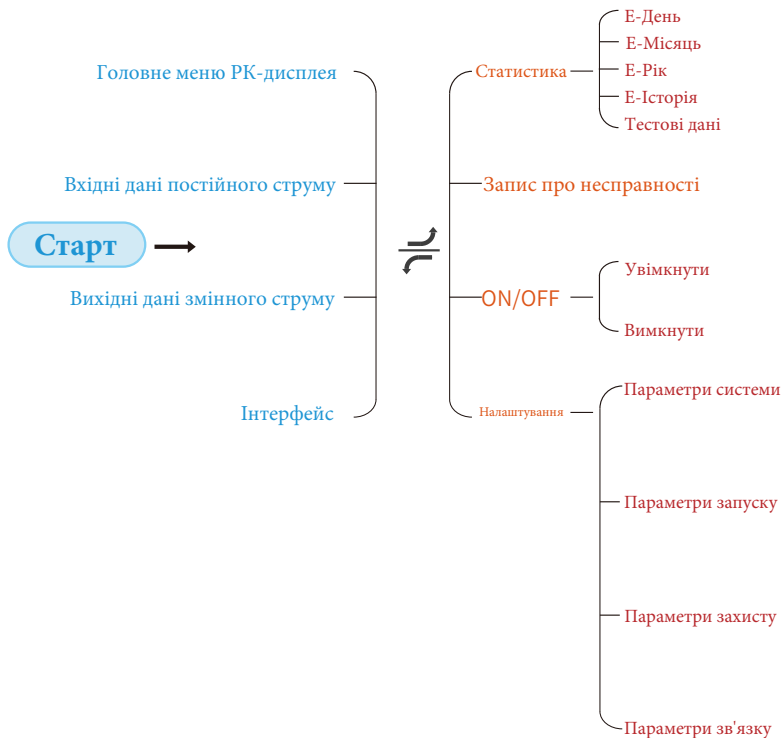 Старт
Головне меню РК-дисплея
Вхідні дані постійного струму
Вихідні дані змінного струму
Інтерфейс
Статистика
Е-День
Е-Місяць
Е-Рік
Е-Історія
Тестові дані
Запис про несправності
ON/OFF
Увімкнути
Вимкнути
Налаштування
Параметри системи
Параметри запуску
Параметри захисту
Параметри зв'язку